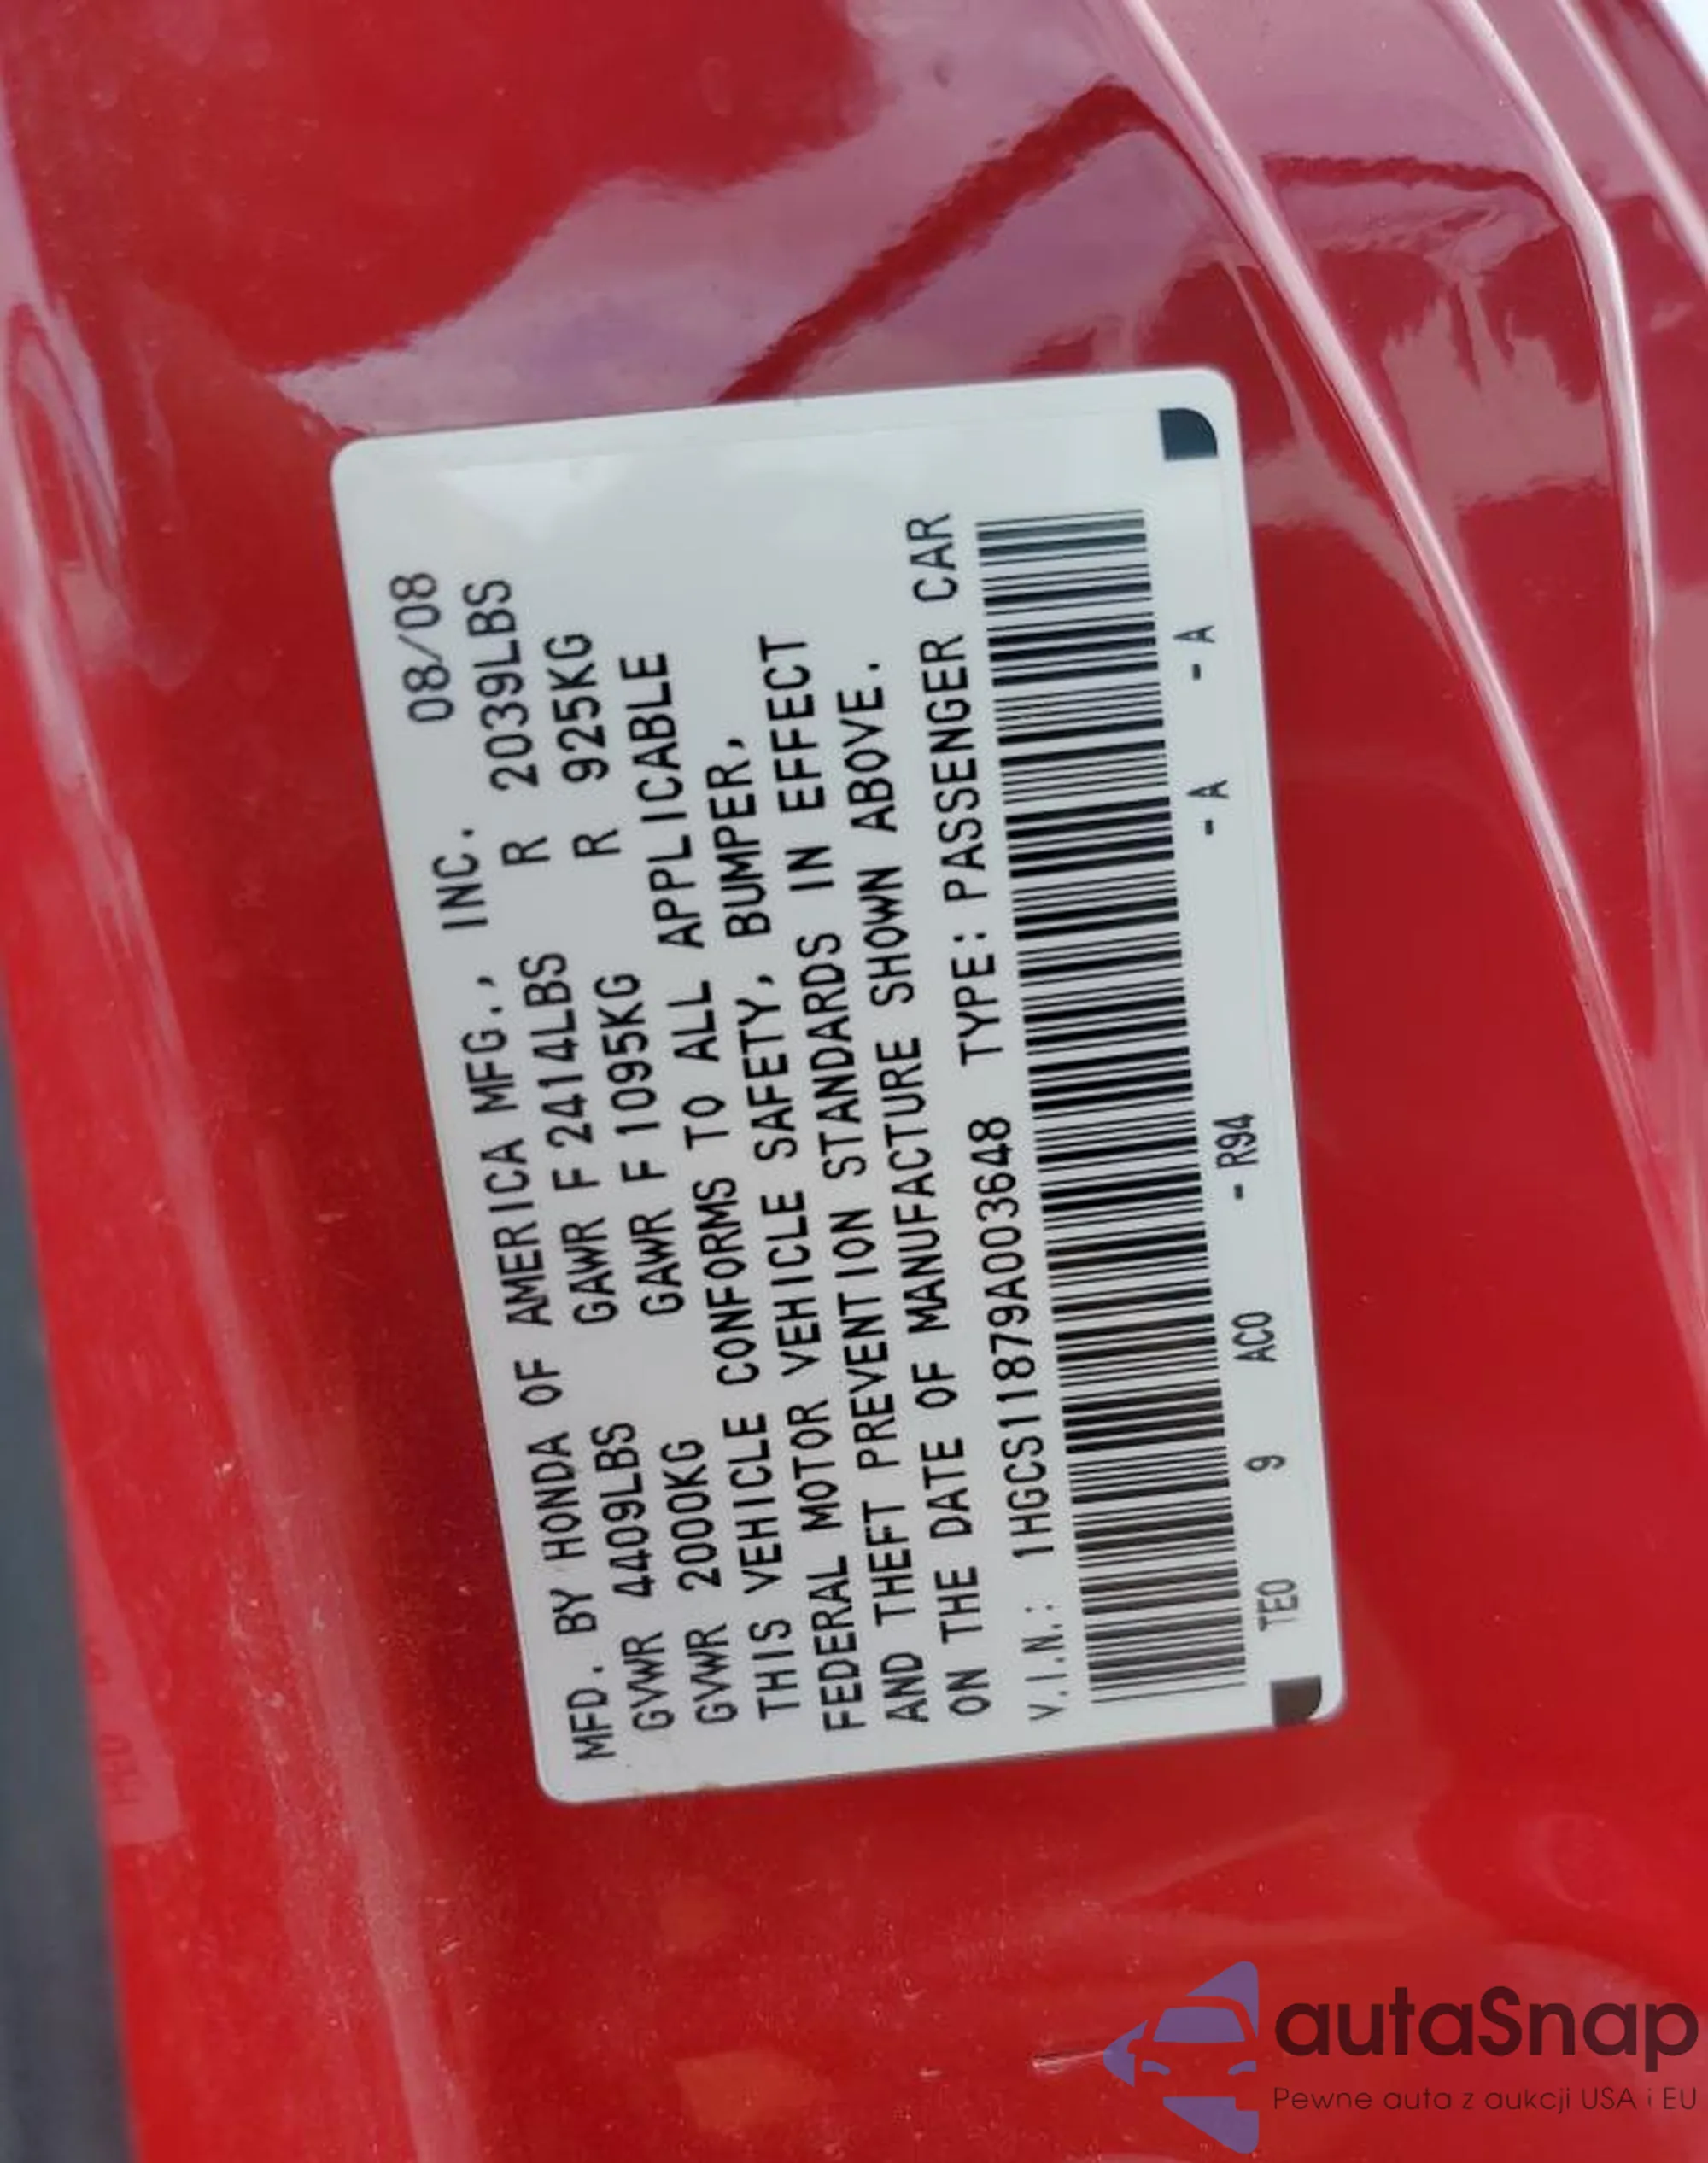 MFD. BY HONDA OF AMERICA MFG., INC. 08/08
GVWR 4409LBS GAWR F 2414LBS R 2039LBS
GVWR 2000KG GAWR F 1095KG R 925KG
THIS VEHICLE CONFORMS TO ALL APPLICABLE
FEDERAL MOTOR VEHICLE SAFETY, BUMPER,
AND THEFT PREVENTION STANDARDS IN EFFECT
ON THE DATE OF MANUFACTURE SHOWN ABOVE.
V.I.N.: 1HGCS11879A003648 TYPE: PASSENGER CAR
TE0 9 AC0 - R94 - A - A
autaSnap
Pewne auta z aukcji USA i EU